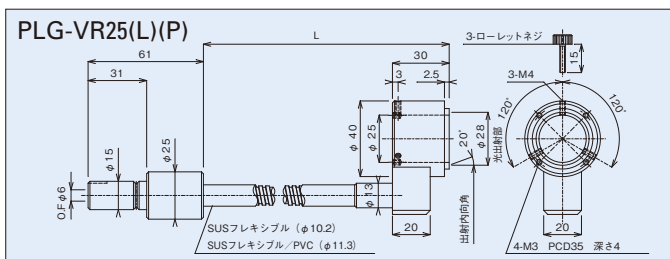 PLG-VR25(L)(P)
L
3-ローレットネジ
15
61
31
30
3
2.5
3-M4
120°
120°
φ25
φ15
O.Fφ6
φ40
φ25
φ13
φ28
20°
光出射部
出射内向角
SUSフレキシブル（φ10.2）
SUSフレキシブル／PVC（φ11.3）
20
20
4-M3 PCD35 深さ4